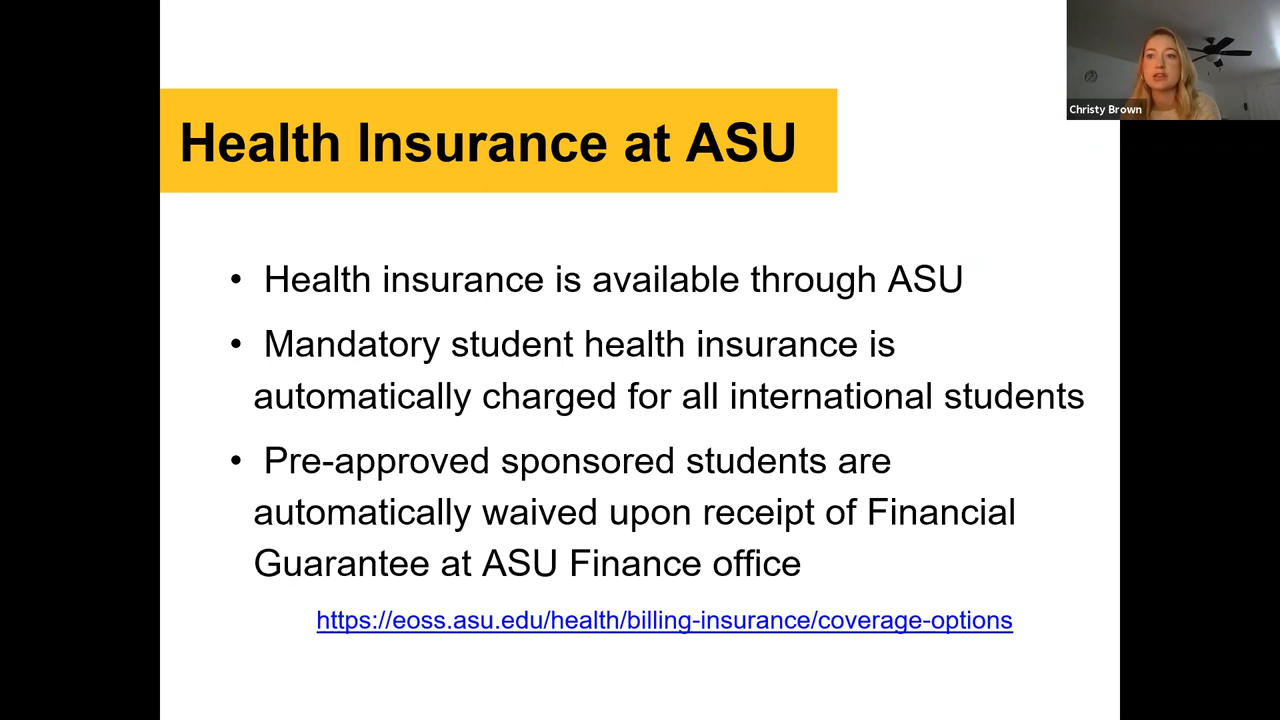 Health Insurance at ASU
Christy Brown
• Health insurance is available through ASU
• Mandatory student health insurance is
automatically charged for all international students
• Pre-approved sponsored students are
automatically waived upon receipt of Financial
Guarantee at ASU Finance office
https://eoss.asu.edu/health/billing-insurance/coverage-options